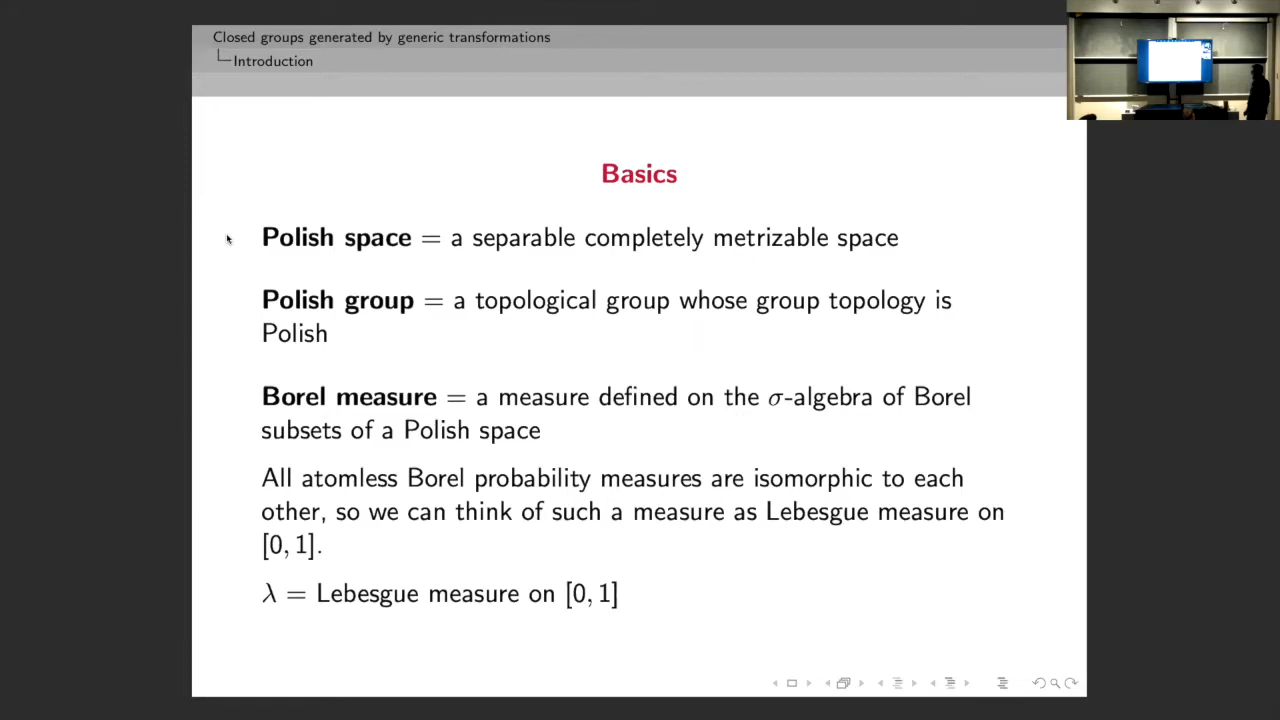 Closed groups generated by generic transformations
Introduction
Basics
Polish space = a separable completely metrizable space
Polish group = a topological group whose group topology is
Polish
Borel measure = a measure defined on the σ-algebra of Borel
subsets of a Polish space
All atomless Borel probability measures are isomorphic to each
other, so we can think of such a measure as Lebesgue measure on
[0, 1].
λ = Lebesgue measure on [0, 1]